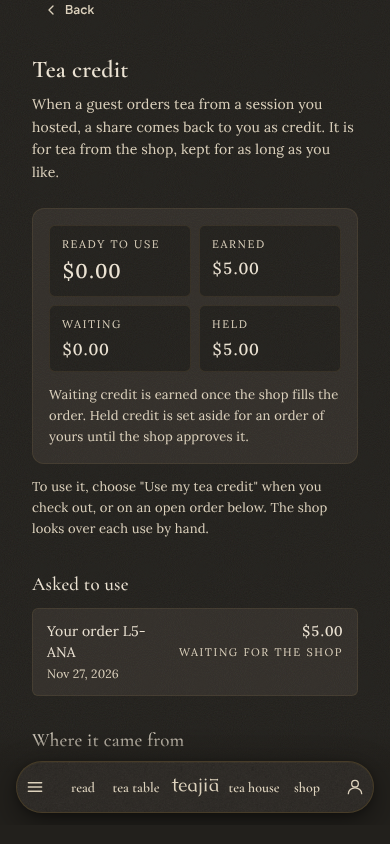 Back
Tea credit
When a guest orders tea from a session you
hosted, a share comes back to you as credit. It is
for tea from the shop, kept for as long as you
like.
READY TO USE
$0.00
EARNED
$5.00
WAITING
$0.00
HELD
$5.00
Waiting credit is earned once the shop fills the
order. Held credit is set aside for an order of
yours until the shop approves it.
To use it, choose "Use my tea credit" when you
check out, or on an open order below. The shop
looks over each use by hand.
Asked to use
Your order L5-
ANA
Nov 27, 2026
$5.00
WAITING FOR THE SHOP
Where it came from
read tea table teajiā tea house shop